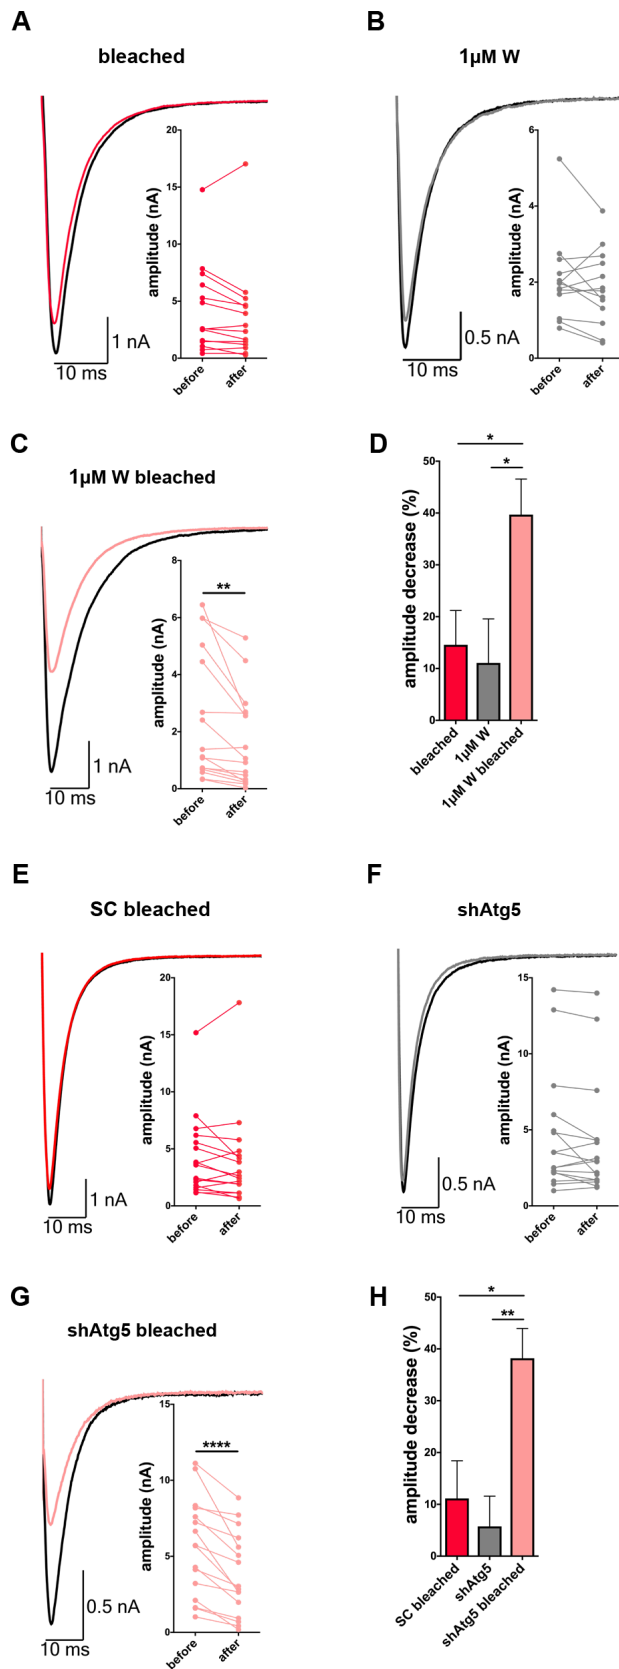 A
bleached
amplitude (nA)
20
15
10
5
0
before
after
1 nA
10 ms
B
1µM W
amplitude (nA)
6
4
2
0
before
after
0.5 nA
10 ms
C
1µM W bleached
amplitude (nA)
8
6
4
2
0
**
before
after
1 nA
10 ms
D
amplitude decrease (%)
50
40
30
20
10
0
*
*
bleached
1µM W
1µM W bleached
E
SC bleached
amplitude (nA)
20
15
10
5
0
before
after
1 nA
10 ms
F
shAtg5
amplitude (nA)
15
10
5
0
before
after
0.5 nA
10 ms
G
shAtg5 bleached
amplitude (nA)
15
10
5
0
****
before
after
0.5 nA
10 ms
H
amplitude decrease (%)
50
40
30
20
10
0
*
**
SC bleached
shAtg5
shAtg5 bleached